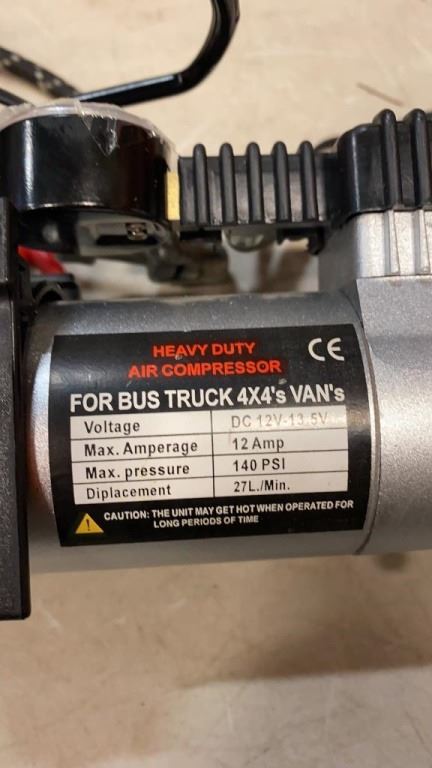 HEAVY DUTY CE
AIR COMPRESSOR
FOR BUS TRUCK 4X4's VAN's
Voltage DC 12V-13.5V
Max. Amperage 12 Amp
Max. pressure 140 PSI
Diplacement 27L./Min.
CAUTION: THE UNIT MAY GET HOT WHEN OPERATED FOR
LONG PERIODS OF TIME